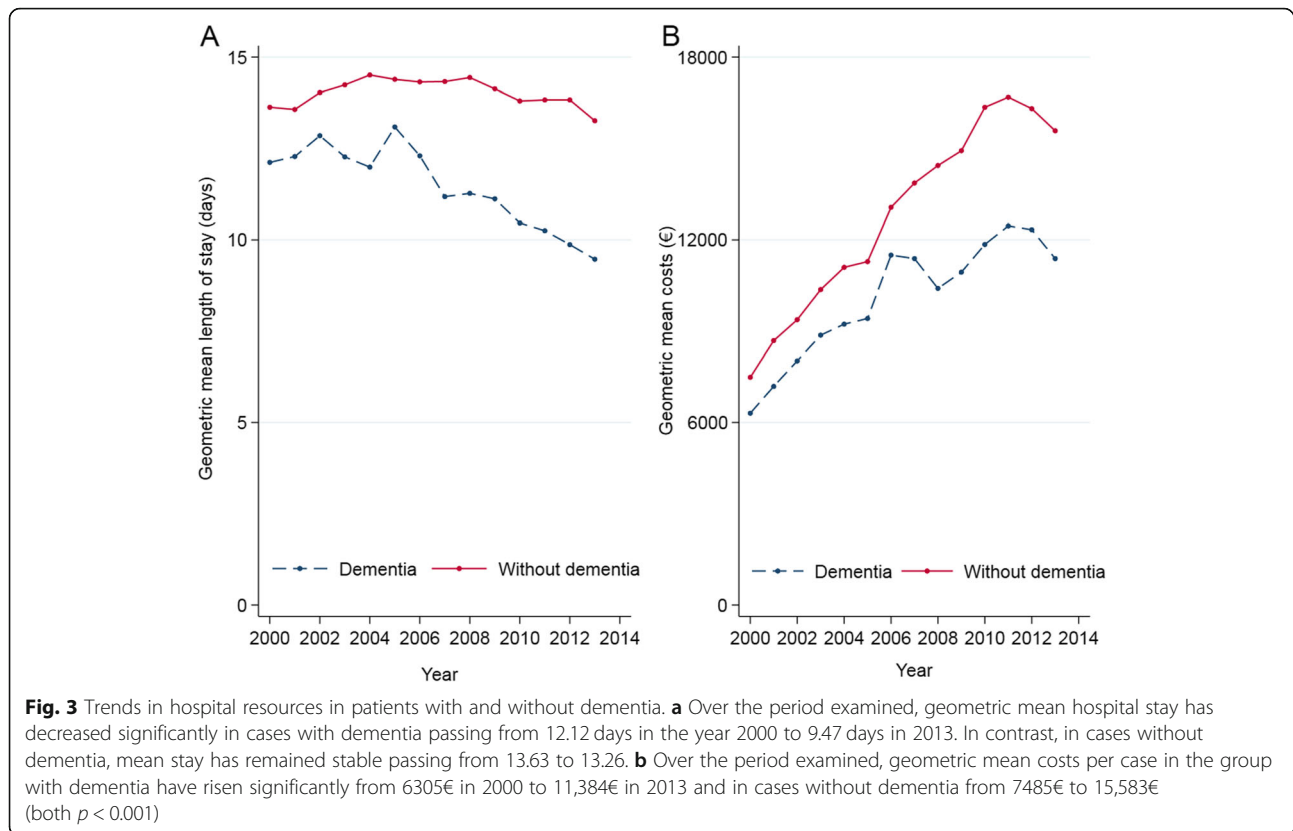 A
15
10
5
0
Geometric mean length of stay (days)
Dementia
Without dementia
2000 2002 2004 2006 2008 2010 2012 2014
Year
B
18000
12000
6000
0
Geometric mean costs (€)
Dementia
Without dementia
2000 2002 2004 2006 2008 2010 2012 2014
Year
Fig. 3 Trends in hospital resources in patients with and without dementia. a Over the period examined, geometric mean hospital stay has
decreased significantly in cases with dementia passing from 12.12 days in the year 2000 to 9.47 days in 2013. In contrast, in cases without
dementia, mean stay has remained stable passing from 13.63 to 13.26. b Over the period examined, geometric mean costs per case in the group
with dementia have risen significantly from 6305€ in 2000 to 11,384€ in 2013 and in cases without dementia from 7485€ to 15,583€
(both p < 0.001)